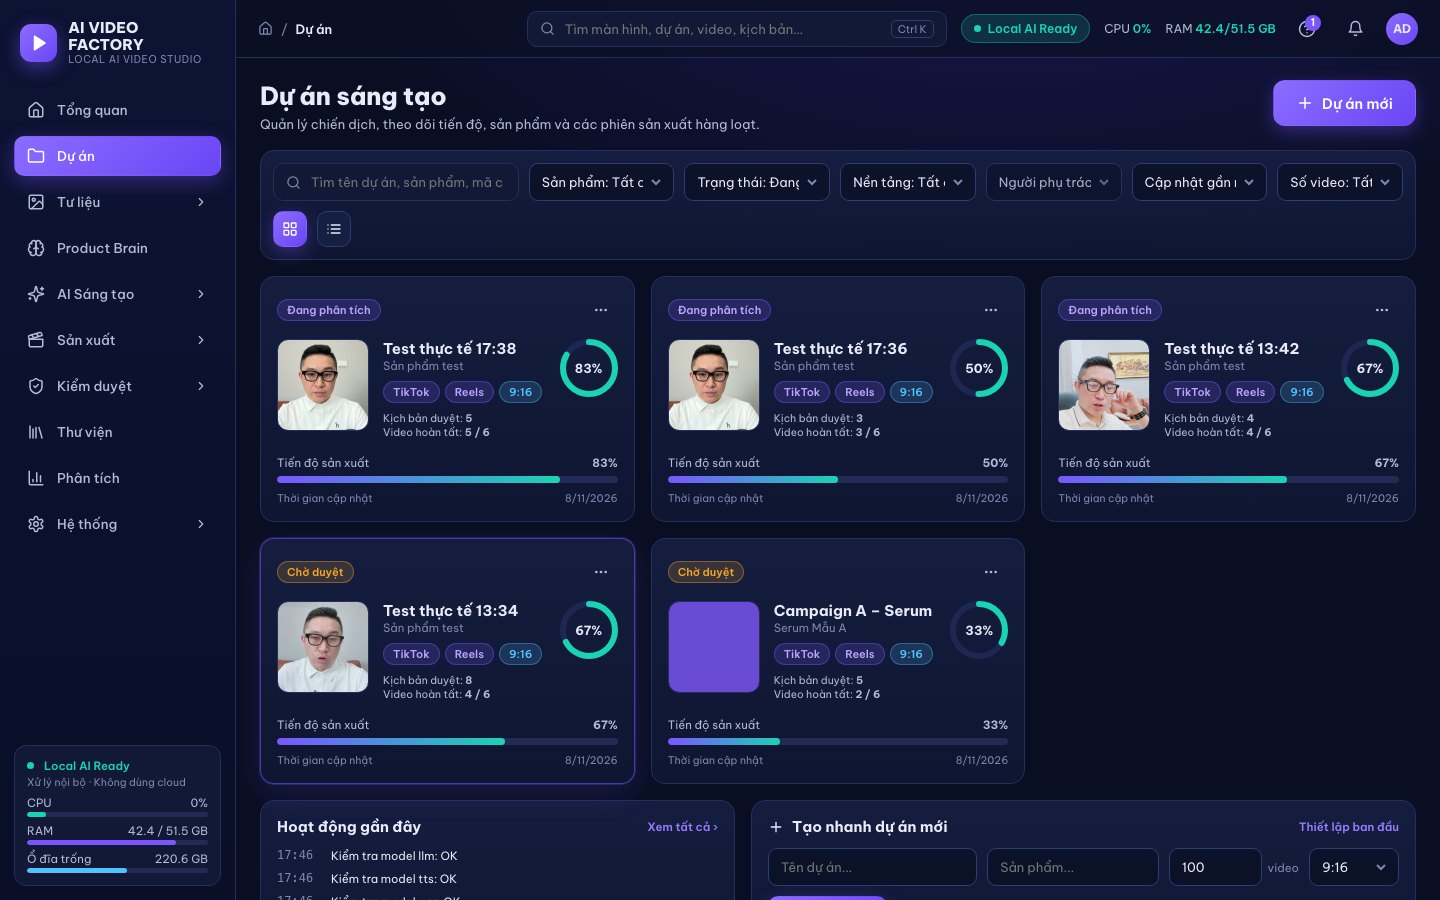 AI VIDEO
FACTORY
LOCAL AI VIDEO STUDIO
Tổng quan
Dự án
Tư liệu
Product Brain
AI Sáng tạo
Sản xuất
Kiểm duyệt
Thư viện
Phân tích
Hệ thống
Local AI Ready
Xử lý nội bộ · Không dùng cloud
CPU 0%
RAM 42.4 / 51.5 GB
Ổ đĩa trống 220.6 GB
/ Dự án
Tìm màn hình, dự án, video, kịch bản... Ctrl K
Local AI Ready
CPU 0%
RAM 42.4/51.5 GB
1
AD
Dự án sáng tạo
Quản lý chiến dịch, theo dõi tiến độ, sản phẩm và các phiên sản xuất hàng loạt.
+ Dự án mới
Tìm tên dự án, sản phẩm, mã c
Sản phẩm: Tất c
Trạng thái: Đang
Nền tảng: Tất
Người phụ trác
Cập nhật gần
Số video: Tất
Đang phân tích
Test thực tế 17:38
Sản phẩm test
TikTok Reels 9:16
Kịch bản duyệt: 5
Video hoàn tất: 5 / 6
83%
Tiến độ sản xuất 83%
Thời gian cập nhật 8/11/2026
Đang phân tích
Test thực tế 17:36
Sản phẩm test
TikTok Reels 9:16
Kịch bản duyệt: 3
Video hoàn tất: 3 / 6
50%
Tiến độ sản xuất 50%
Thời gian cập nhật 8/11/2026
Đang phân tích
Test thực tế 13:42
Sản phẩm test
TikTok Reels 9:16
Kịch bản duyệt: 4
Video hoàn tất: 4 / 6
67%
Tiến độ sản xuất 67%
Thời gian cập nhật 8/11/2026
Chờ duyệt
Test thực tế 13:34
Sản phẩm test
TikTok Reels 9:16
Kịch bản duyệt: 8
Video hoàn tất: 4 / 6
67%
Tiến độ sản xuất 67%
Thời gian cập nhật 8/11/2026
Chờ duyệt
Campaign A – Serum
Serum Mẫu A
TikTok Reels 9:16
Kịch bản duyệt: 5
Video hoàn tất: 2 / 6
33%
Tiến độ sản xuất 33%
Thời gian cập nhật 8/11/2026
Hoạt động gần đây Xem tất cả ›
17:46 Kiểm tra model llm: OK
17:46 Kiểm tra model tts: OK
+ Tạo nhanh dự án mới Thiết lập ban đầu
Tên dự án... Sản phẩm... 100 video 9:16